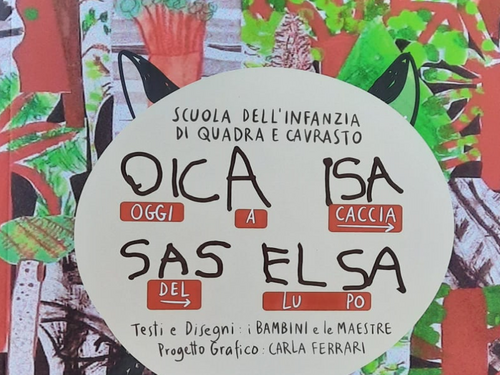 SCUOLA DELL'INFANZIA
DI QUADRA E CAVRASTO
OICA ISA
OGGI A CACCIA
SAS ELSA
DEL LU PO
Testi e Disegni: i BAMBINI e le MAESTRE
Progetto Grafico: CARLA FERRARI